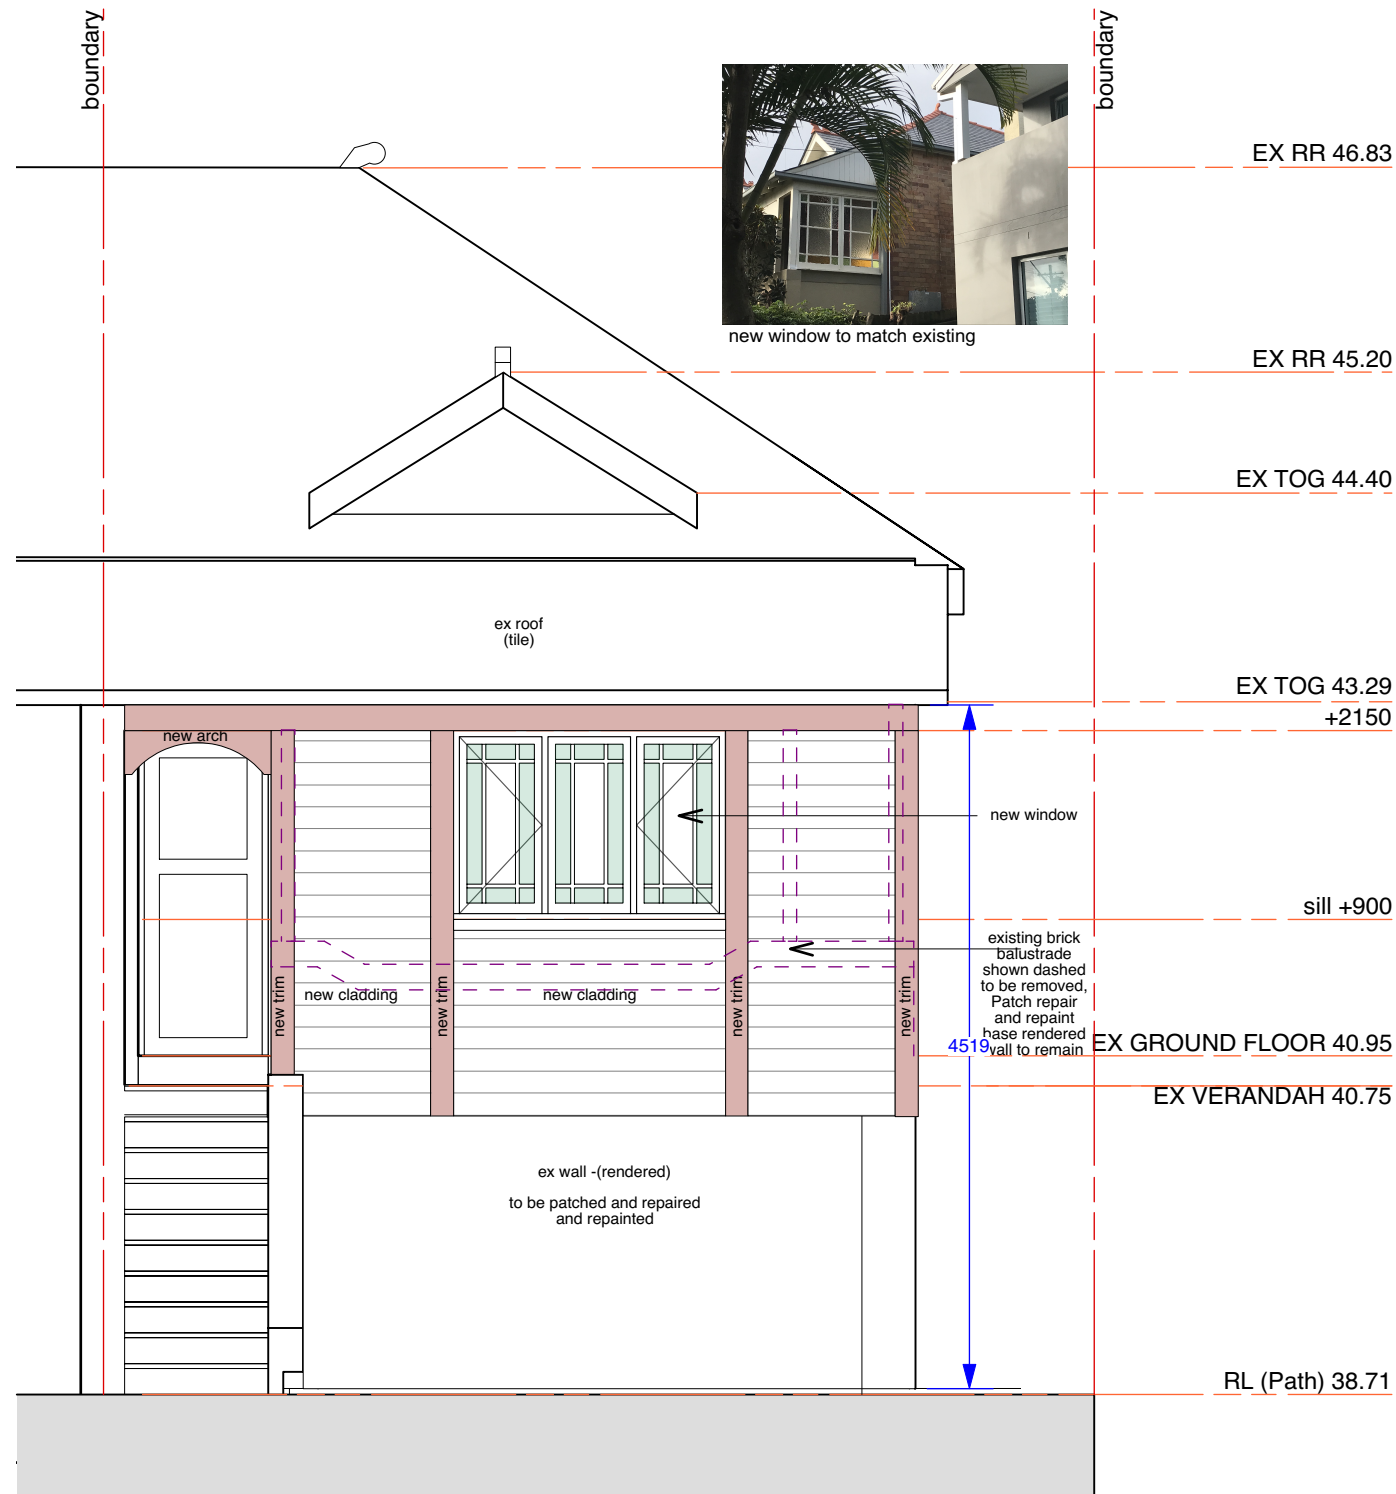 boundary
boundary
EX RR 46.83
new window to match existing
EX RR 45.20
EX TOG 44.40
ex roof
(tile)
EX TOG 43.29
+2150
new arch
new window
sill +900
existing brick
balustrade
shown dashed
to be removed,
Patch repair
and repaint
base rendered
wall to remain
new trim
new cladding
new trim
new cladding
new trim
new trim
4519
EX GROUND FLOOR 40.95
EX VERANDAH 40.75
ex wall -(rendered)
to be patched and repaired
and repainted
RL (Path) 38.71